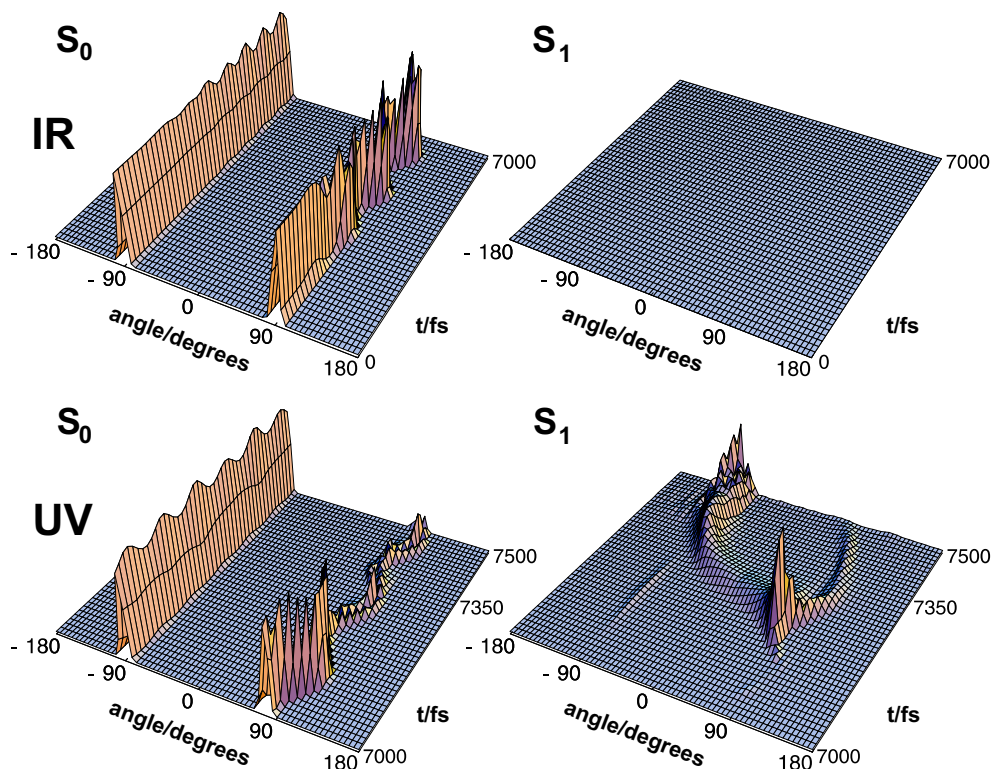 S0
S1
IR
7000
7000
- 180
- 90
0
90
180
0
angle/degrees
t/fs
- 180
- 90
0
90
180
0
angle/degrees
t/fs
S0
S1
UV
7500
7350
7500
7350
- 180
- 90
0
90
180
7000
angle/degrees
t/fs
- 180
- 90
0
90
180
7000
angle/degrees
t/fs